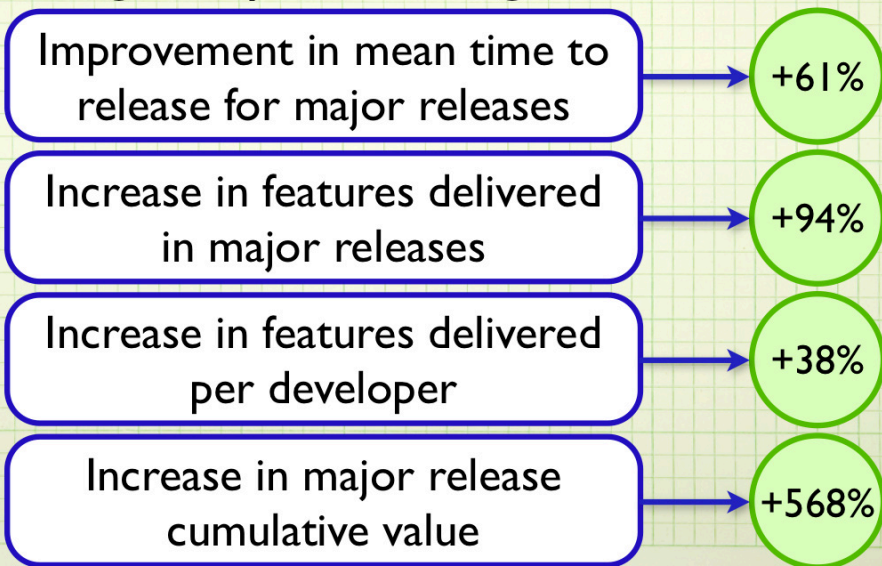 Improvement in mean time to
release for major releases
+61%
Increase in features delivered
in major releases
+94%
Increase in features delivered
per developer
+38%
Increase in major release
cumulative value
+568%